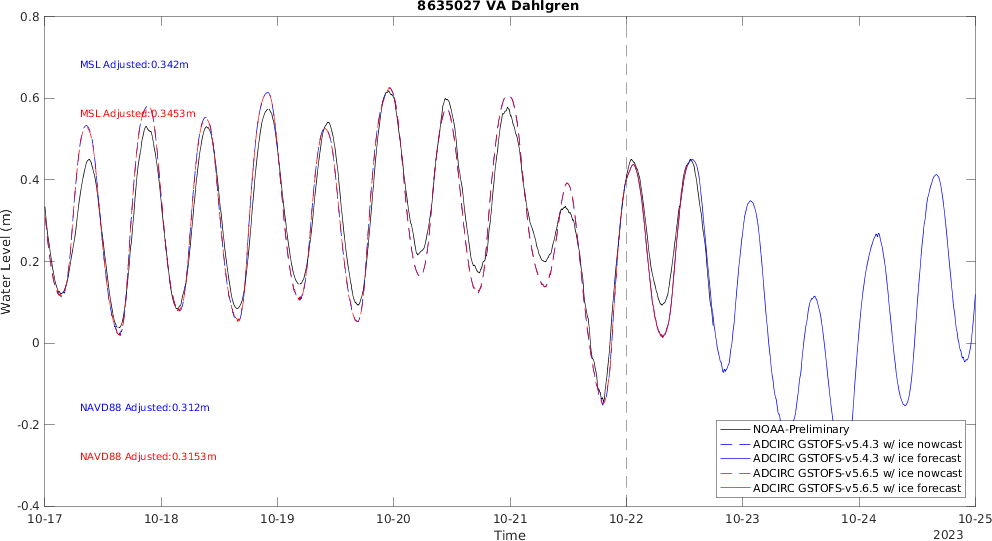 8635027 VA Dahlgren
0.8
0.6
0.4
0.2
0
-0.2
-0.4
Water Level (m)
MSL Adjusted:0.342m
MSL Adjusted:0.3453m
NAVD88 Adjusted:0.312m
NAVD88 Adjusted:0.3153m
NOAA-Preliminary
ADCIRC GSTOFS-v5.4.3 w/ ice nowcast
ADCIRC GSTOFS-v5.4.3 w/ ice forecast
ADCIRC GSTOFS-v5.6.5 w/ ice nowcast
ADCIRC GSTOFS-v5.6.5 w/ ice forecast
10-17 10-18 10-19 10-20 10-21 10-22 10-23 10-24 10-25
Time
2023